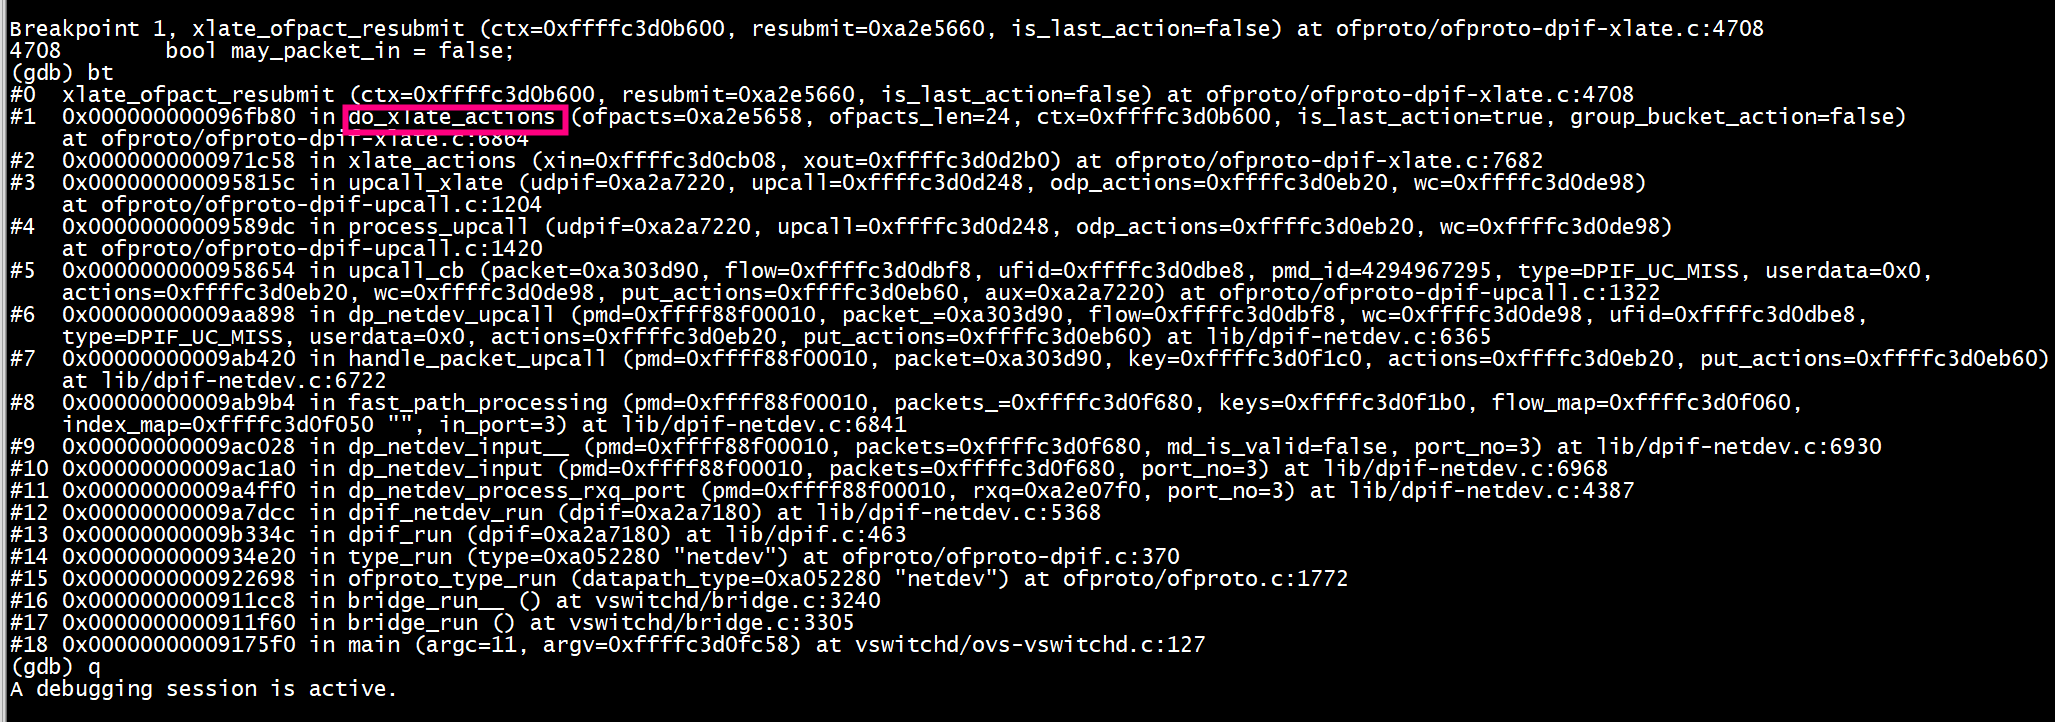 Breakpoint 1, xlate_ofpact_resubmit (ctx=0xffffc3d0b600, resubmit=0xa2e5660, is_last_action=false) at ofproto/ofproto-dpif-xlate.c:4708
4708        bool may_packet_in = false;
(gdb) bt
#0  xlate_ofpact_resubmit (ctx=0xffffc3d0b600, resubmit=0xa2e5660, is_last_action=false) at ofproto/ofproto-dpif-xlate.c:4708
#1  0x000000000096fb80 in do_xlate_actions (ofpacts=0xa2e5658, ofpacts_len=24, ctx=0xffffc3d0b600, is_last_action=true, group_bucket_action=false)
    at ofproto/ofproto-dpif-xlate.c:6864
#2  0x0000000000971c58 in xlate_actions (xin=0xffffc3d0cb08, xout=0xffffc3d0d2b0) at ofproto/ofproto-dpif-xlate.c:7682
#3  0x000000000095815c in upcall_xlate (udpif=0xa2a7220, upcall=0xffffc3d0d248, odp_actions=0xffffc3d0eb20, wc=0xffffc3d0de98)
    at ofproto/ofproto-dpif-upcall.c:1204
#4  0x00000000009589dc in process_upcall (udpif=0xa2a7220, upcall=0xffffc3d0d248, odp_actions=0xffffc3d0eb20, wc=0xffffc3d0de98)
    at ofproto/ofproto-dpif-upcall.c:1420
#5  0x0000000000958654 in upcall_cb (packet=0xa303d90, flow=0xffffc3d0dbf8, ufid=0xffffc3d0dbe8, pmd_id=4294967295, type=DPIF_UC_MISS, userdata=0x0,
    actions=0xffffc3d0eb20, wc=0xffffc3d0de98, put_actions=0xffffc3d0eb60, aux=0xa2a7220) at ofproto/ofproto-dpif-upcall.c:1322
#6  0x00000000009aa898 in dp_netdev_upcall (pmd=0xffff88f00010, packet_=0xa303d90, flow=0xffffc3d0dbf8, wc=0xffffc3d0de98, ufid=0xffffc3d0dbe8,
    type=DPIF_UC_MISS, userdata=0x0, actions=0xffffc3d0eb20, put_actions=0xffffc3d0eb60) at lib/dpif-netdev.c:6365
#7  0x00000000009ab420 in handle_packet_upcall (pmd=0xffff88f00010, packet=0xa303d90, key=0xffffc3d0f1c0, actions=0xffffc3d0eb20, put_actions=0xffffc3d0eb60)
    at lib/dpif-netdev.c:6722
#8  0x00000000009ab9b4 in fast_path_processing (pmd=0xffff88f00010, packets_=0xffffc3d0f680, keys=0xffffc3d0f1b0, flow_map=0xffffc3d0f060,
    index_map=0xffffc3d0f050 "", in_port=3) at lib/dpif-netdev.c:6841
#9  0x00000000009ac028 in dp_netdev_input__ (pmd=0xffff88f00010, packets=0xffffc3d0f680, md_is_valid=false, port_no=3) at lib/dpif-netdev.c:6930
#10 0x00000000009ac1a0 in dp_netdev_input (pmd=0xffff88f00010, packets=0xffffc3d0f680, port_no=3) at lib/dpif-netdev.c:6968
#11 0x00000000009a4ff0 in dp_netdev_process_rxq_port (pmd=0xffff88f00010, rxq=0xa2e07f0, port_no=3) at lib/dpif-netdev.c:4387
#12 0x00000000009a7dcc in dpif_netdev_run (dpif=0xa2a7180) at lib/dpif-netdev.c:5368
#13 0x00000000009b334c in dpif_run (dpif=0xa2a7180) at lib/dpif.c:463
#14 0x0000000000934e20 in type_run (type=0xa052280 "netdev") at ofproto/ofproto-dpif.c:370
#15 0x0000000000922698 in ofproto_type_run (datapath_type=0xa052280 "netdev") at ofproto/ofproto.c:1772
#16 0x0000000000911cc8 in bridge_run__ () at vswitchd/bridge.c:3240
#17 0x0000000000911f60 in bridge_run () at vswitchd/bridge.c:3305
#18 0x00000000009175f0 in main (argc=11, argv=0xffffc3d0fc58) at vswitchd/ovs-vswitchd.c:127
(gdb) q
A debugging session is active.